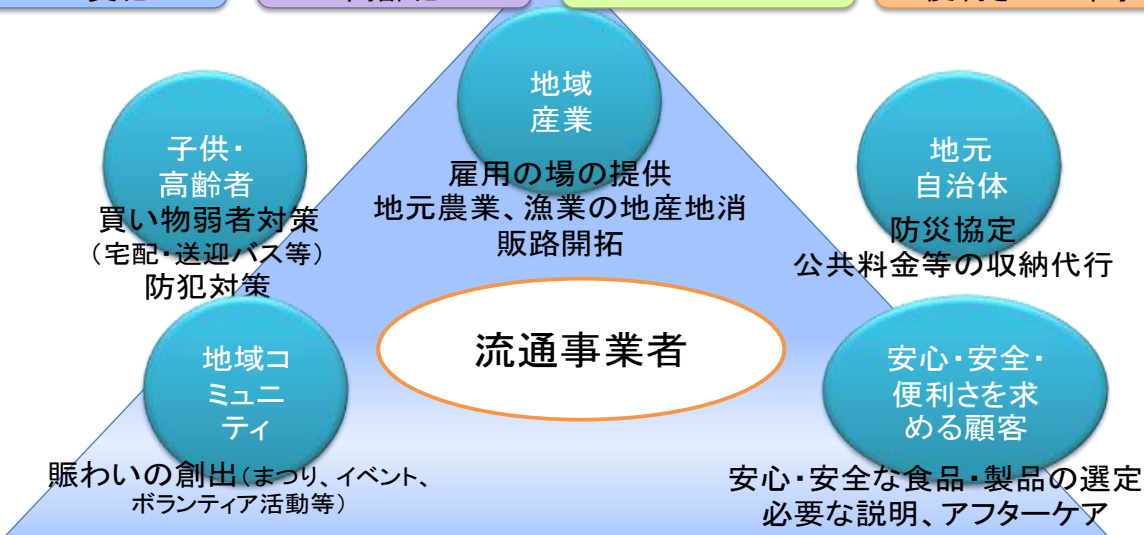 地域
産業
雇用の場の提供
地元農業、漁業の地産地消
販路開拓
子供・
高齢者
買い物弱者対策
（宅配・送迎バス等）
防犯対策
地元
自治体
防災協定
公共料金等の収納代行
流通事業者
地域コ
ミュニ
ティ
賑わいの創出（まつり、イベント、
ボランティア活動等）
安心・安全・
便利さを求
める顧客
安心・安全な食品・製品の選定
必要な説明、アフターケア